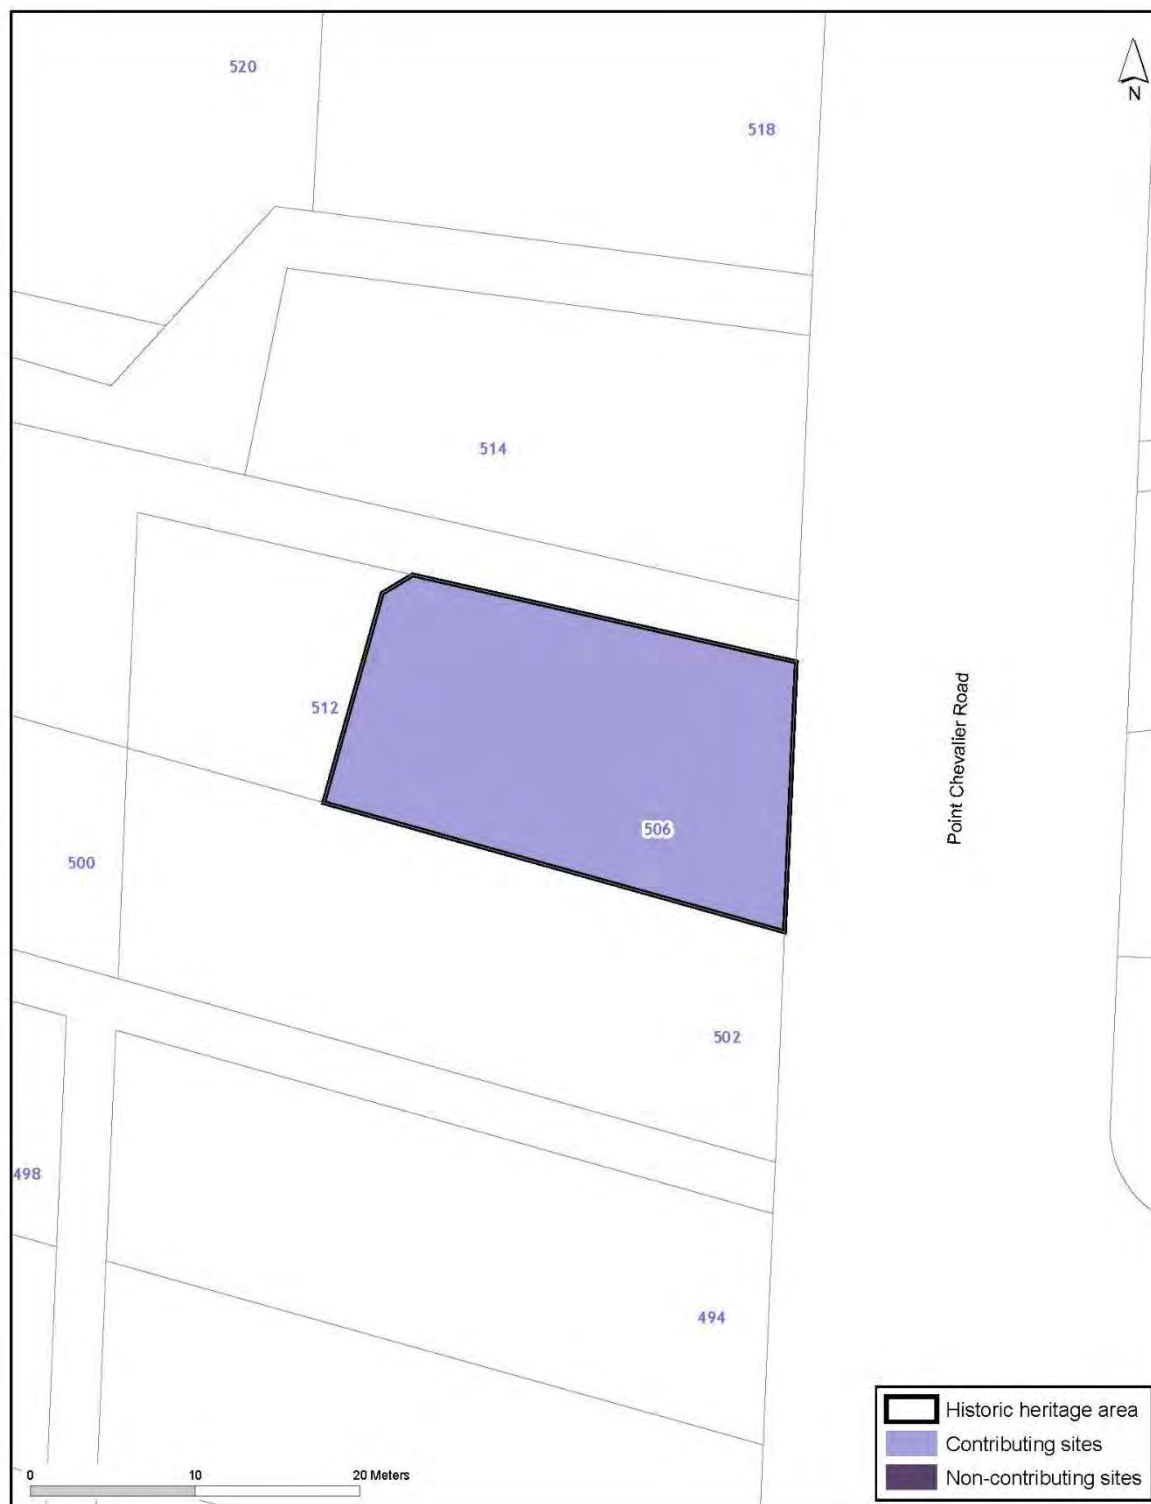 520
N
518
514
512
Point Chevalier Road
506
500
502
498
494
Historic heritage area
Contributing sites
Non-contributing sites
0 10 20 Meters